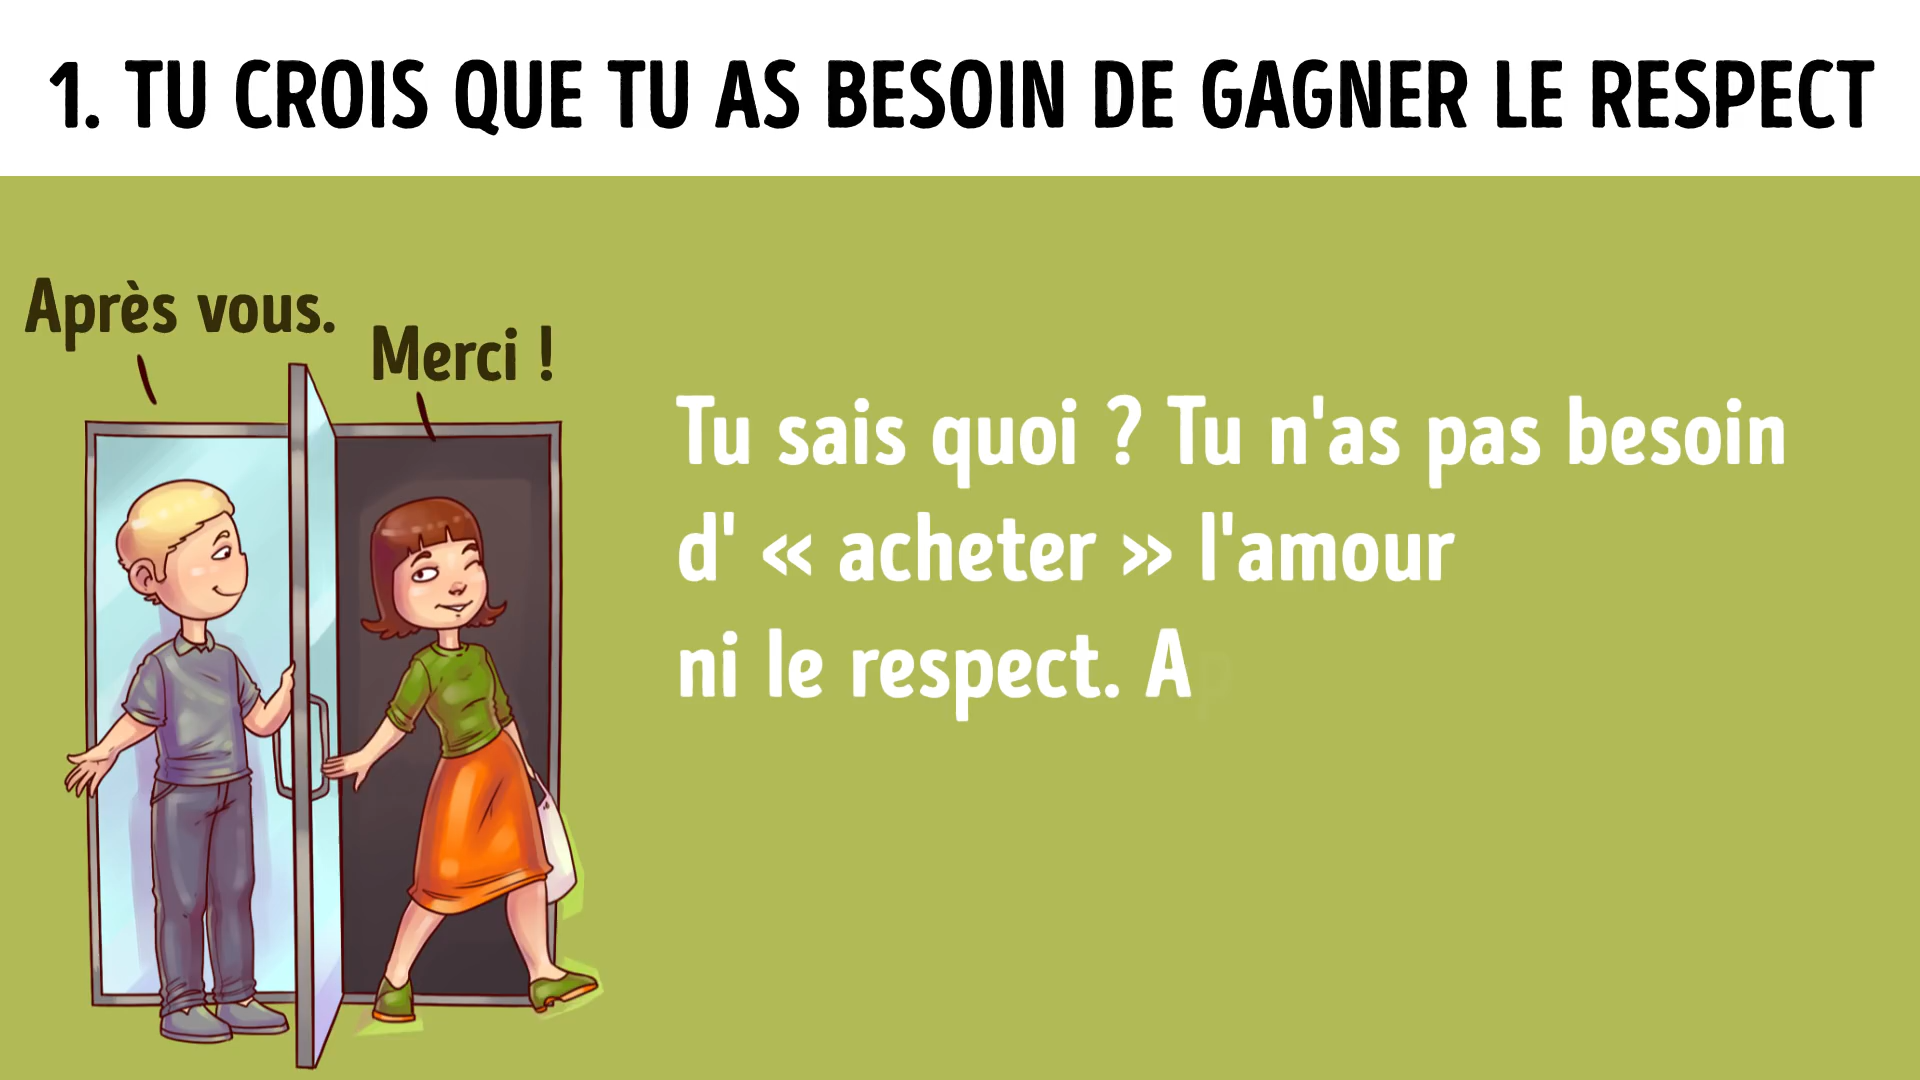 1. TU CROIS QUE TU AS BESOIN DE GAGNER LE RESPECT
Après vous.
Merci !
Tu sais quoi ? Tu n'as pas besoin
d' « acheter » l'amour
ni le respect. Ap